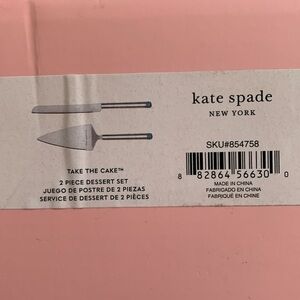 kate spade
NEW YORK
TAKE THE CAKE™
2 PIECE DESSERT SET
JUEGO DE POSTRE DE 2 PIEZAS
SERVICE DE DESSERT DE 2 PIÈCES
SKU#854758
8 82864 56630 0
MADE IN CHINA
FABRICADO EN CHINA
FABRIQUÉ EN CHINE